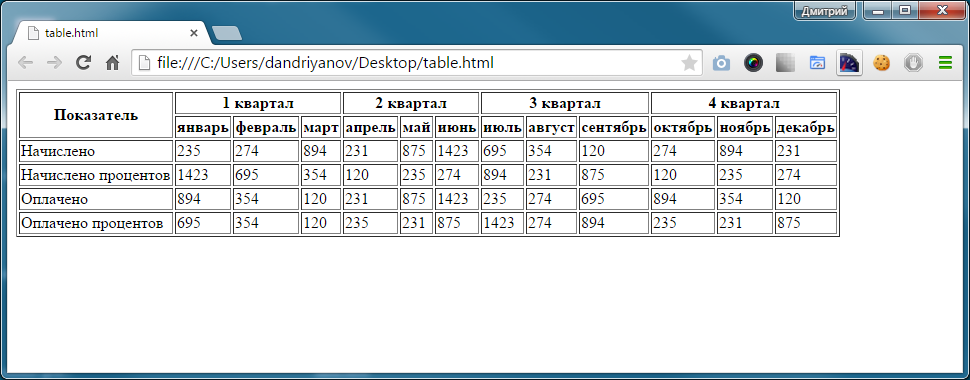 Дмитрий
table.html
file:///C:/Users/dandriyanov/Desktop/table.html
Показатель 1 квартал 2 квартал 3 квартал 4 квартал
январь февраль март апрель май июнь июль август сентябрь октябрь ноябрь декабрь
Начислено 235 274 894 231 875 1423 695 354 120 274 894 231
Начислено процентов 1423 695 354 120 235 274 894 231 875 120 235 274
Оплачено 894 354 120 231 875 1423 235 274 695 894 354 120
Оплачено процентов 695 354 120 235 231 875 1423 274 894 235 231 875